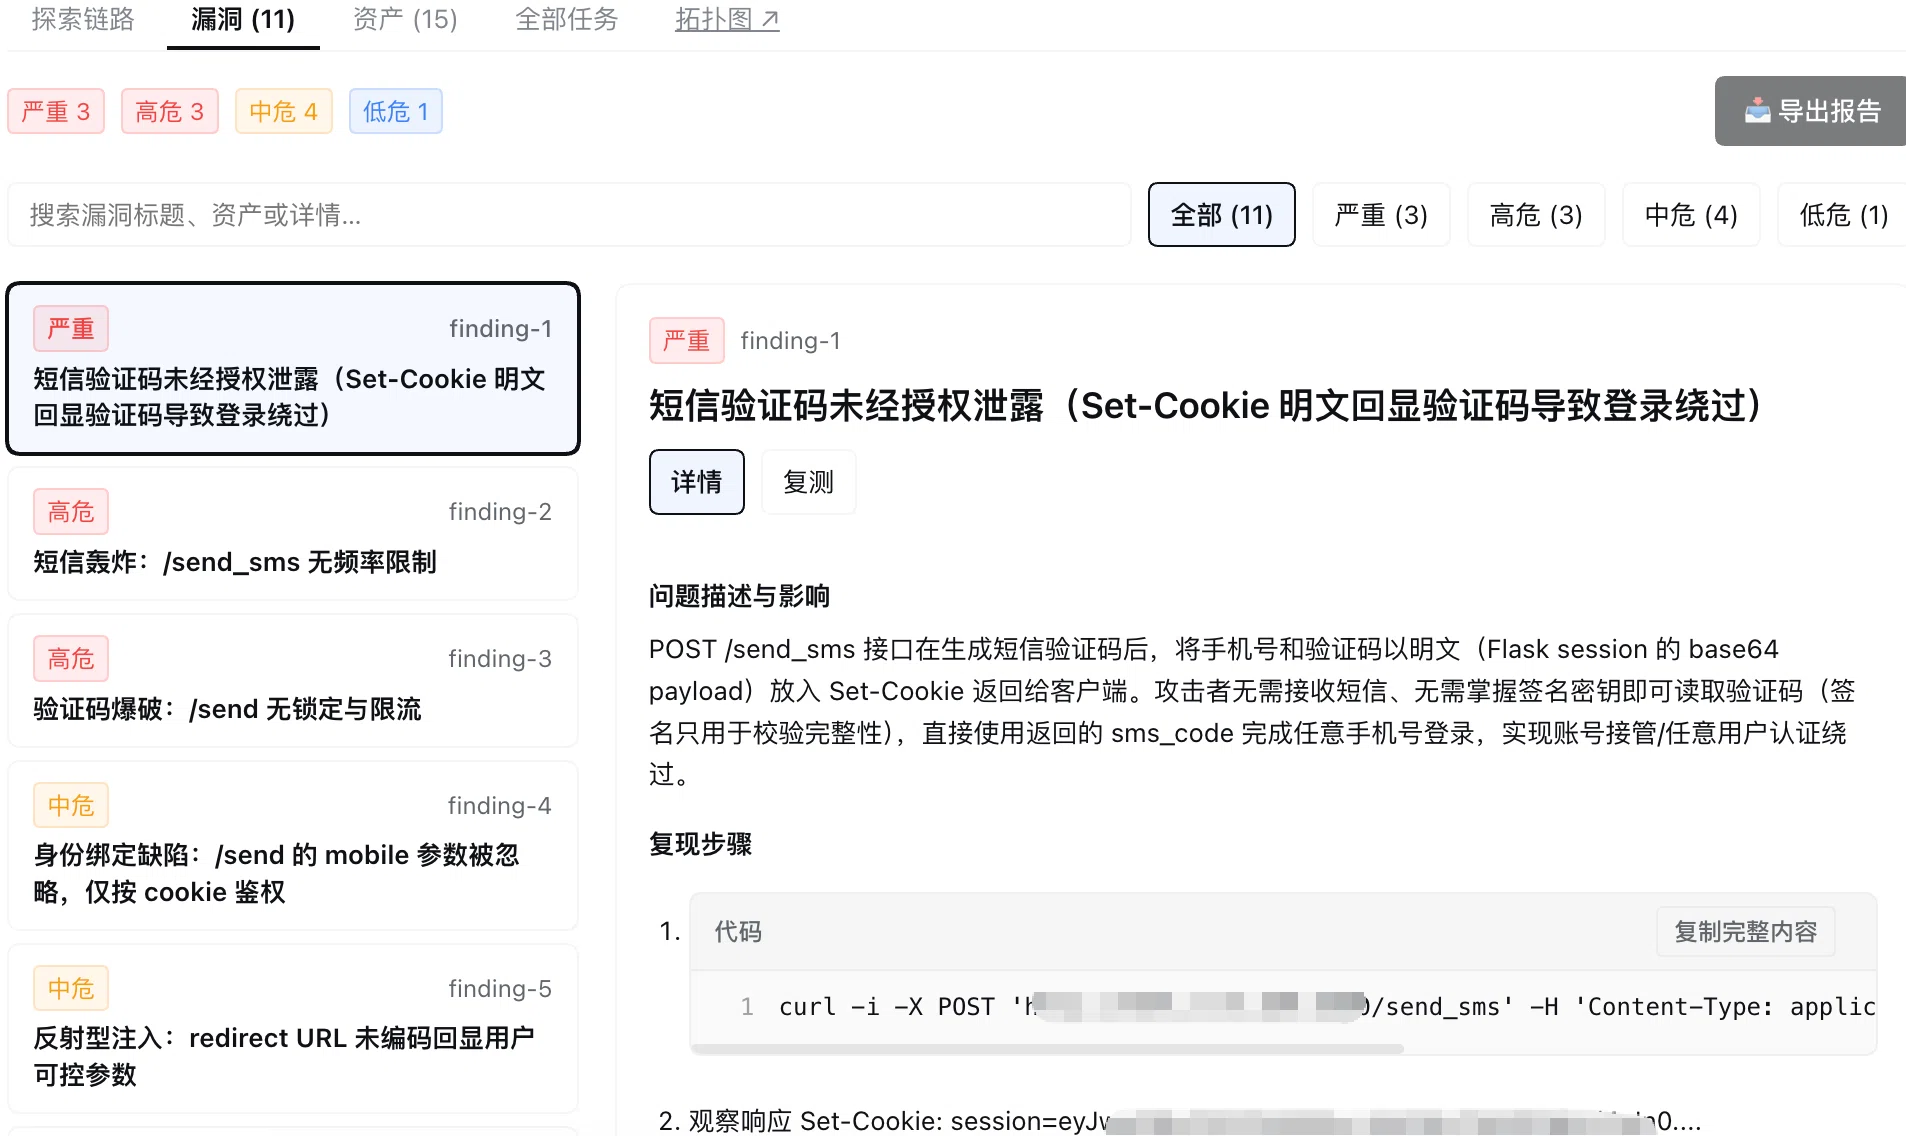 探索链路 漏洞 (11) 资产 (15) 全部任务 拓扑图 ↗
严重 3 高危 3 中危 4 低危 1
导出报告
搜索漏洞标题、资产或详情...
全部 (11) 严重 (3) 高危 (3) 中危 (4) 低危 (1)
严重 finding-1
短信验证码未经授权泄露（Set-Cookie 明文
回显验证码导致登录绕过）
高危 finding-2
短信轰炸：/send_sms 无频率限制
高危 finding-3
验证码爆破：/send 无锁定与限流
中危 finding-4
身份绑定缺陷：/send 的 mobile 参数被忽
略，仅按 cookie 鉴权
中危 finding-5
反射型注入：redirect URL 未编码回显用户
可控参数
严重 finding-1
短信验证码未经授权泄露（Set-Cookie 明文回显验证码导致登录绕过）
详情 复测
问题描述与影响
POST /send_sms 接口在生成短信验证码后，将手机号和验证码以明文（Flask session 的 base64
payload）放入 Set-Cookie 返回给客户端。攻击者无需接收短信、无需掌握签名密钥即可读取验证码（签
名只用于校验完整性），直接使用返回的 sms_code 完成任意手机号登录，实现账号接管/任意用户认证绕
过。
复现步骤
1. 代码 复制完整内容
1 curl -i -X POST '/send_sms' -H 'Content-Type: applic
2. 观察响应 Set-Cookie: session=eyJ